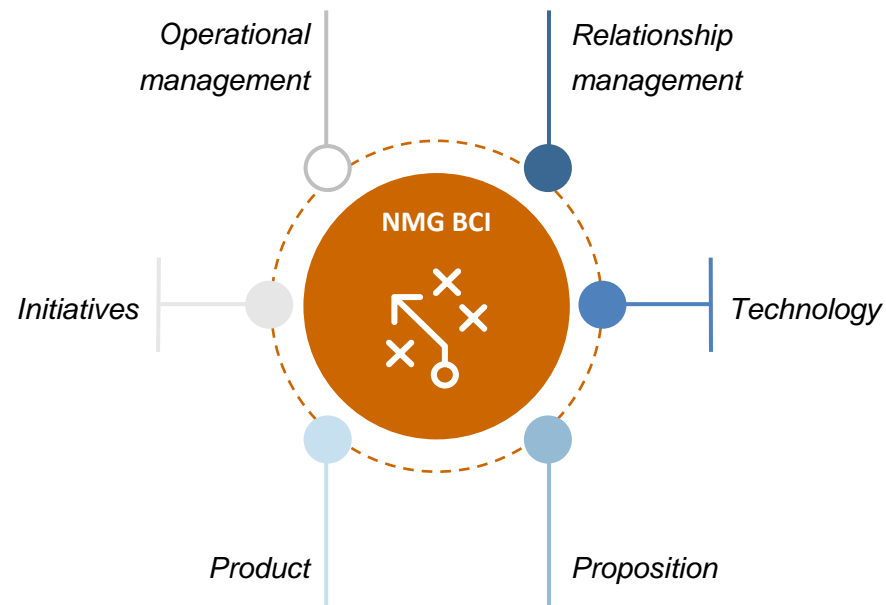 Operational
management
Relationship
management
NMG BCI
Initiatives
Technology
Product
Proposition